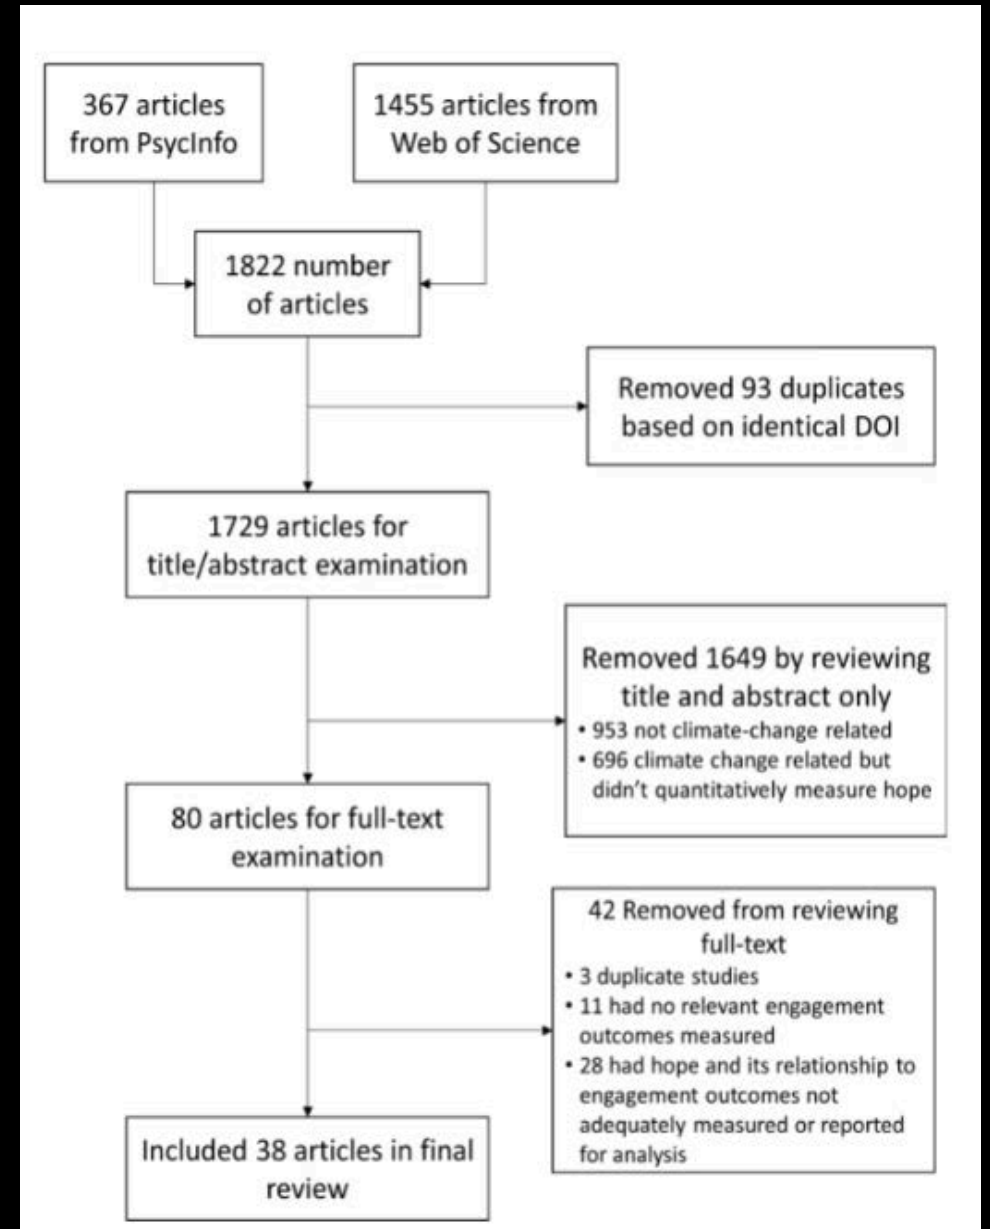 367 articles
from PsycInfo
1455 articles from
Web of Science
1822 number
of articles
Removed 93 duplicates
based on identical DOI
1729 articles for
title/abstract examination
Removed 1649 by reviewing
title and abstract only
• 953 not climate-change related
• 696 climate change related but
didn't quantitatively measure hope
80 articles for full-text
examination
42 Removed from reviewing
full-text
• 3 duplicate studies
• 11 had no relevant engagement
outcomes measured
• 28 had hope and its relationship to
engagement outcomes not
adequately measured or reported
for analysis
Included 38 articles in final
review